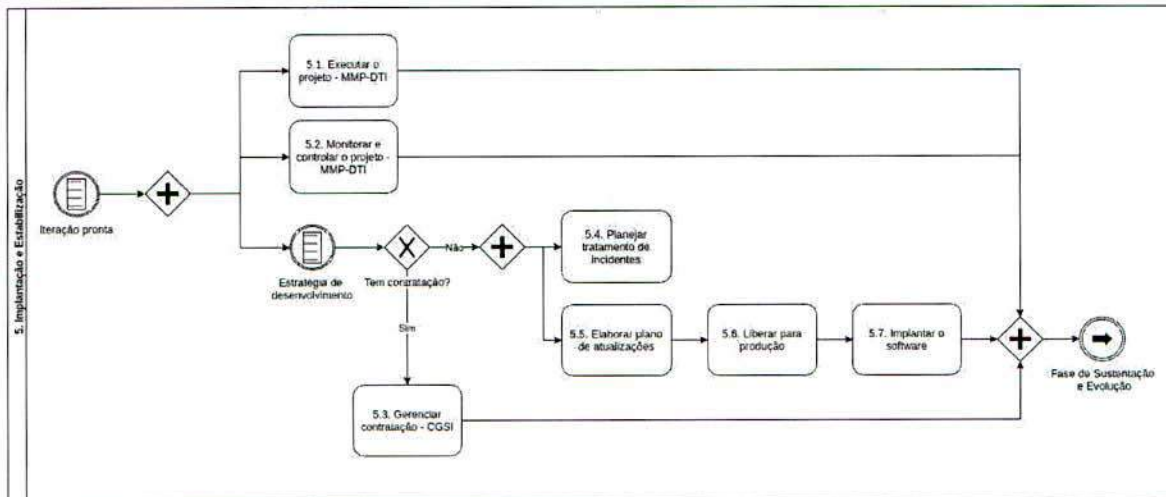 5. Implantação e Estabilização
5.1. Executar o
projeto - MMP-DTI
5.2. Monitorar e
controlar o projeto -
MMP-DTI
Iteração pronta
Estratégia de
desenvolvimento
Tem contratação?
Não
Sim
5.4. Planejar
tratamento de
Incidentes
5.5. Elaborar plano
de atualizações
5.6. Liberar para
produção
5.7. Implantar o
software
5.3. Gerenciar
contratação - CGSI
Fase de Sustentação
e Evolução